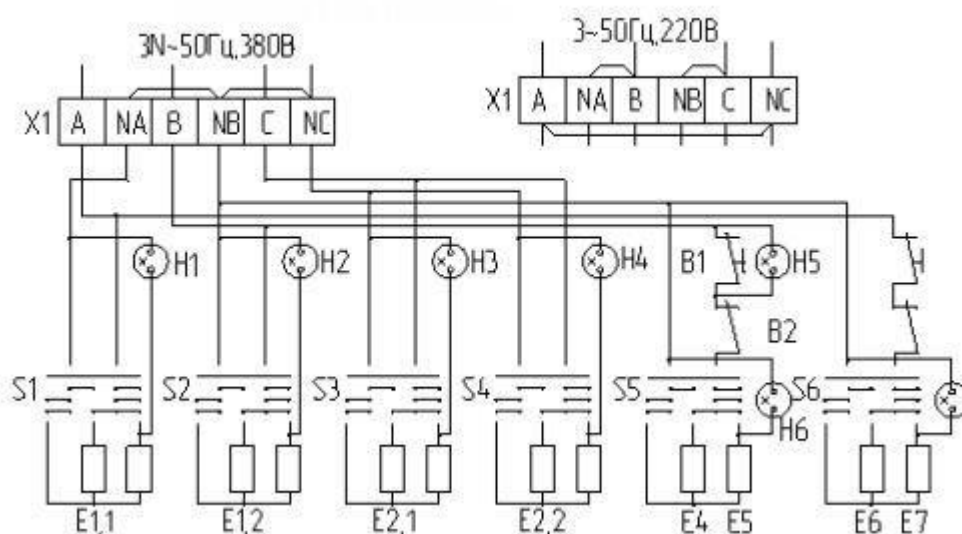 3N~50Гц,380В
3~50Гц,220В
X1 A NA B NB C NC
X1 A NA B NB C NC
H1 H2 H3 H4 B1 H5
B2
S1 S2 S3 S4 S5 S6
H6
E1,1 E1,2 E2,1 E2,2 E4 E5 E6 E7